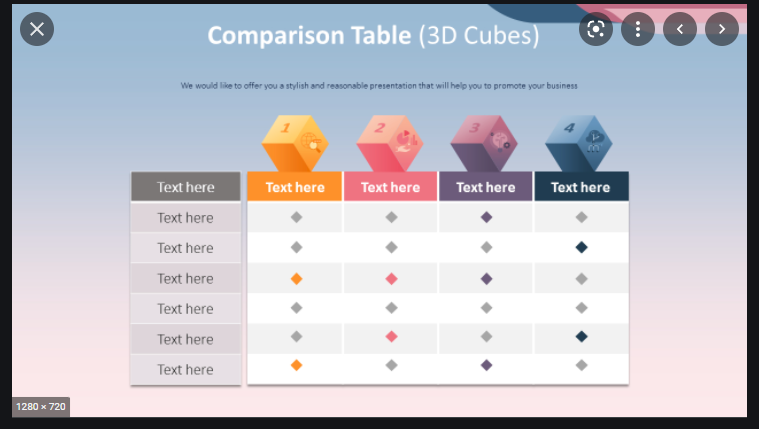 Comparison Table (3D Cubes)
We would like to offer you a stylish and reasonable presentation that will help you to promote your business
1 2 3 4
Text here Text here Text here Text here Text here
Text here
Text here
Text here
Text here
Text here
Text here
1280 × 720